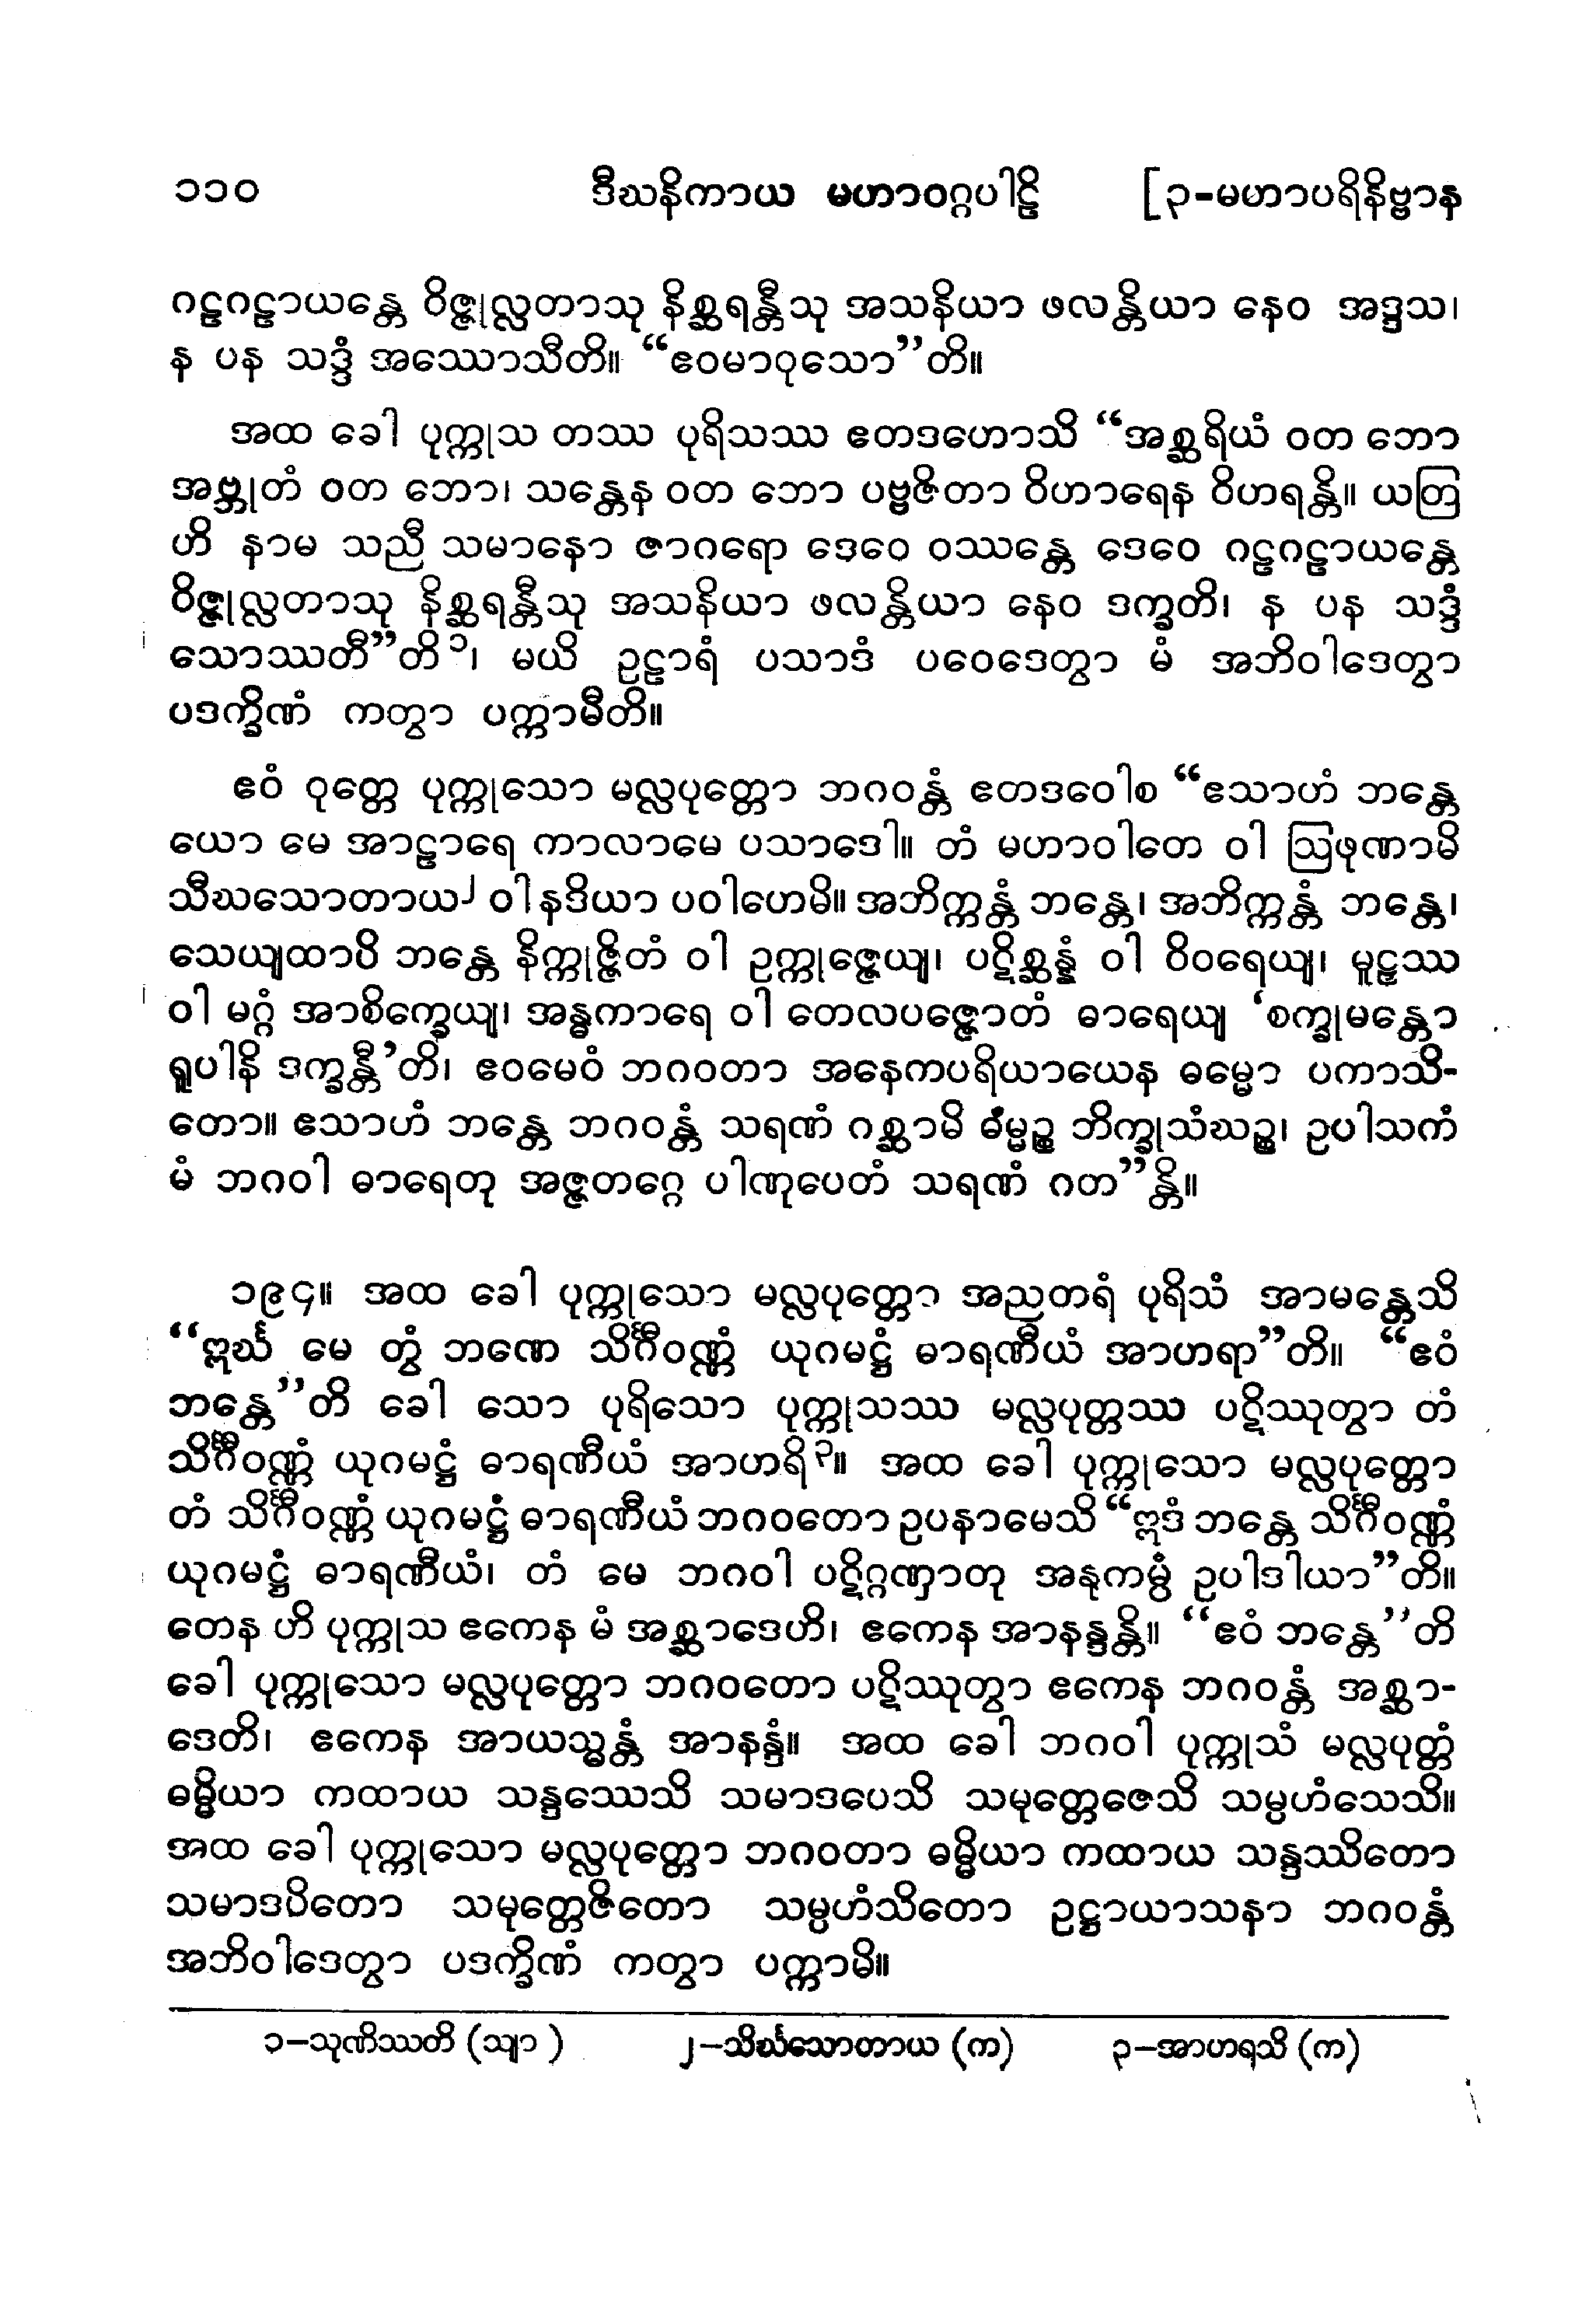 ၁၁၀ ဒီဃနိကာယ မဟာဝဂ္ဂပါဠိ [၃-မဟာပရိနိဗ္ဗာန
ဂဠဂဠာယန္တေ ဝိဇ္ဇုလ္လတာသု နိစ္ဆရန္တီသု အသနိယာ ဖလန္တိယာ နေဝ အဒ္ဒသ၊
န ပန သဒ္ဒံ အဿောသီတိ။ “ဧဝမာဝုသော”တိ။
အထ ခေါ ပုက္ကုသ တဿ ပုရိသဿ ဧတဒဟောသိ “အစ္ဆရိယံ ဝတ ဘော
အဗ္ဘုတံ ဝတ ဘော၊ သန္တေန ဝတ ဘော ပဗ္ဗဇိတာ ဝိဟာရေန ဝိဟရန္တိ။ ယတြ
ဟိ နာမ သညီ သမာနော ဇာဂရော ဒေဝေ ဝဿန္တေ ဒေဝေ ဂဠဂဠာယန္တေ
ဝိဇ္ဇုလ္လတာသု နိစ္ဆရန္တီသု အသနိယာ ဖလန္တိယာ နေဝ ဒက္ခတိ၊ န ပန သဒ္ဒံ
သောဿတီ”တိ ၁၊ မယိ ဥဠာရံ ပသာဒံ ပဝေဒေတွာ မံ အဘိဝါဒေတွာ
ပဒက္ခိဏံ ကတွာ ပက္ကာမီတိ။
ဧဝံ ဝုတ္တေ ပုက္ကုသော မလ္လပုတ္တော ဘဂဝန္တံ ဧတဒဝေါစ “ဧသာဟံ ဘန္တေ
ယော မေ အာဠာရေ ကာလာမေ ပသာဒေါ။ တံ မဟာဝါတေ ဝါ ဩဖုဏာမိ
သီဃသောတာယ၂ ဝါ နဒိယာ ပဝါဟေမိ။ အဘိက္ကန္တံ ဘန္တေ၊ အဘိက္ကန္တံ ဘန္တေ၊
သေယျထာပိ ဘန္တေ နိက္ကုဇ္ဇိတံ ဝါ ဥက္ကုဇ္ဇေယျ၊ ပဋိစ္ဆန္နံ ဝါ ဝိဝရေယျ၊ မူဠှဿ
ဝါ မဂ္ဂံ အာစိက္ခေယျ၊ အန္ဓကာရေ ဝါ တေလပဇ္ဇောတံ ဓာရေယျ ‘စက္ခုမန္တော
ရူပါနိ ဒက္ခန္တီ’တိ၊ ဧဝမေဝံ ဘဂဝတာ အနေကပရိယာယေန ဓမ္မော ပကာသိ-
တော။ ဧသာဟံ ဘန္တေ ဘဂဝန္တံ သရဏံ ဂစ္ဆာမိ ဓံမ္မဉ္စ ဘိက္ခုသံဃဉ္စ၊ ဥပါသကံ
မံ ဘဂဝါ ဓာရေတု အဇ္ဇတဂ္ဂေ ပါဏုပေတံ သရဏံ ဂတ”န္တိ။
၁၉၄။ အထ ခေါ ပုက္ကုသော မလ္လပုတ္တော အညတရံ ပုရိသံ အာမန္တေသိ
“ဣင်္ဃ မေ တွံ ဘဏေ သိင်္ဂီဝဏ္ဏံ ယုဂမဋ္ဌံ ဓာရဏီယံ အာဟရာ”တိ။ “ဧဝံ
ဘန္တေ”တိ ခေါ သော ပုရိသော ပုက္ကုသဿ မလ္လပုတ္တဿ ပဋိဿုတွာ တံ
သိင်္ဂီဝဏ္ဏံ ယုဂမဋ္ဌံ ဓာရဏီယံ အာဟရိ ၃။ အထ ခေါ ပုက္ကုသော မလ္လပုတ္တော
တံ သိင်္ဂီဝဏ္ဏံ ယုဂမဋ္ဌံ ဓာရဏီယံ ဘဂဝတော ဥပနာမေသိ “ဣဒံ ဘန္တေ သိင်္ဂီဝဏ္ဏံ
ယုဂမဋ္ဌံ ဓာရဏီယံ၊ တံ မေ ဘဂဝါ ပဋိဂ္ဂဏှာတု အနုကမ္ပံ ဥပါဒါယာ”တိ။
တေန ဟိ ပုက္ကုသ ဧကေန မံ အစ္ဆာဒေဟိ၊ ဧကေန အာနန္ဒန္တိ။ “ဧဝံ ဘန္တေ”တိ
ခေါ ပုက္ကုသော မလ္လပုတ္တော ဘဂဝတော ပဋိဿုတွာ ဧကေန ဘဂဝန္တံ အစ္ဆာ-
ဒေတိ၊ ဧကေန အာယသ္မန္တံ အာနန္ဒံ။ အထ ခေါ ဘဂဝါ ပုက္ကုသံ မလ္လပုတ္တံ
ဓမ္မိယာ ကထာယ သန္ဒဿေသိ သမာဒပေသိ သမုတ္တေဇေသိ သမ္ပဟံသေသိ။
အထ ခေါ ပုက္ကုသော မလ္လပုတ္တော ဘဂဝတာ ဓမ္မိယာ ကထာယ သန္ဒဿိတော
သမာဒပိတော သမုတ္တေဇိတော သမ္ပဟံသိတော ဥဋ္ဌာယာသနာ ဘဂဝန္တံ
အဘိဝါဒေတွာ ပဒက္ခိဏံ ကတွာ ပက္ကာမိ။
၁–သုဏိဿတိ (သျာ ) ၂–သိင်္ဃသောတာယ (က) ၃–အာဟရသိ (က)